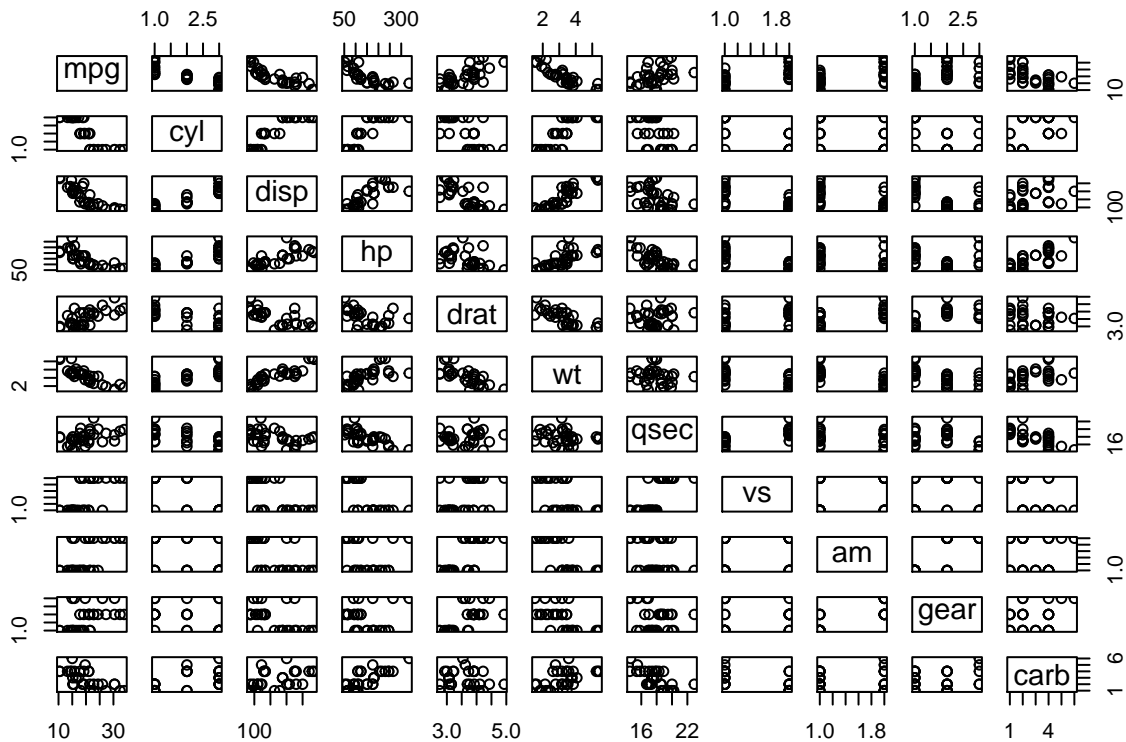 1.0 2.5 50 300 2 4 1.0 1.8 1.0 2.5
mpg 10
1.0 cyl
disp 100
50 hp
drat 3.0
2 wt
qsec 16
1.0 vs
am 1.0
1.0 gear
carb 1 6
10 30 100 3.0 5.0 16 22 1.0 1.8 1 4